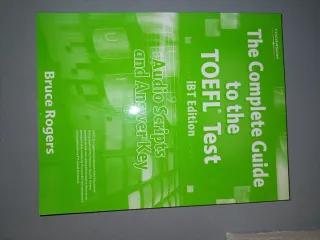 The Complete Guide
to the
TOEFL® Test
iBT Edition
Audio Scripts
and Answer Key
Bruce Rogers